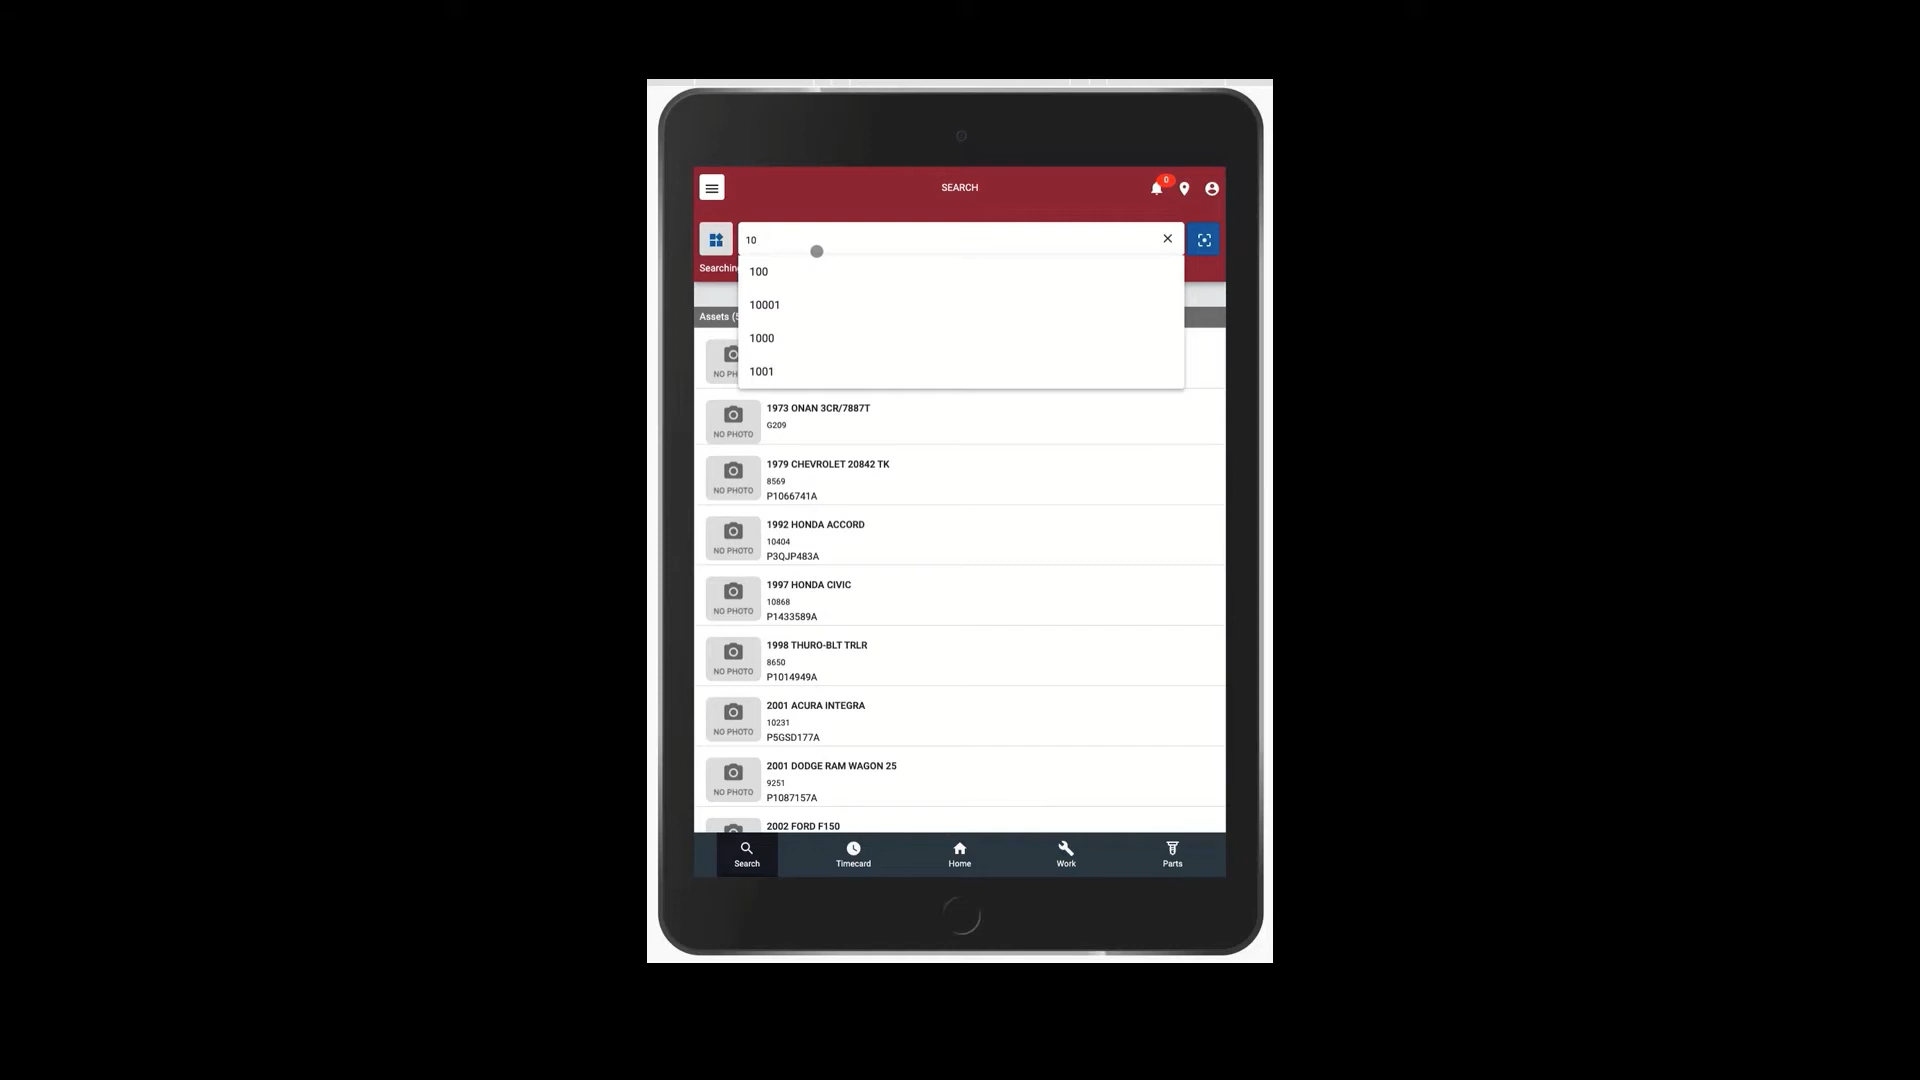 SEARCH
0
10
Searchin
100
10001
1000
1001
Assets (5
NO PH
1973 ONAN 3CR/7887T
G209
NO PHOTO
1979 CHEVROLET 20842 TK
8569
P1066741A
NO PHOTO
1992 HONDA ACCORD
10404
P3QJP483A
NO PHOTO
1997 HONDA CIVIC
10868
P1433589A
NO PHOTO
1998 THURO-BLT TRLR
8650
P1014949A
NO PHOTO
2001 ACURA INTEGRA
10231
P5GSD177A
NO PHOTO
2001 DODGE RAM WAGON 25
9251
P1087157A
NO PHOTO
2002 FORD F150
Search
Timecard
Home
Work
Parts